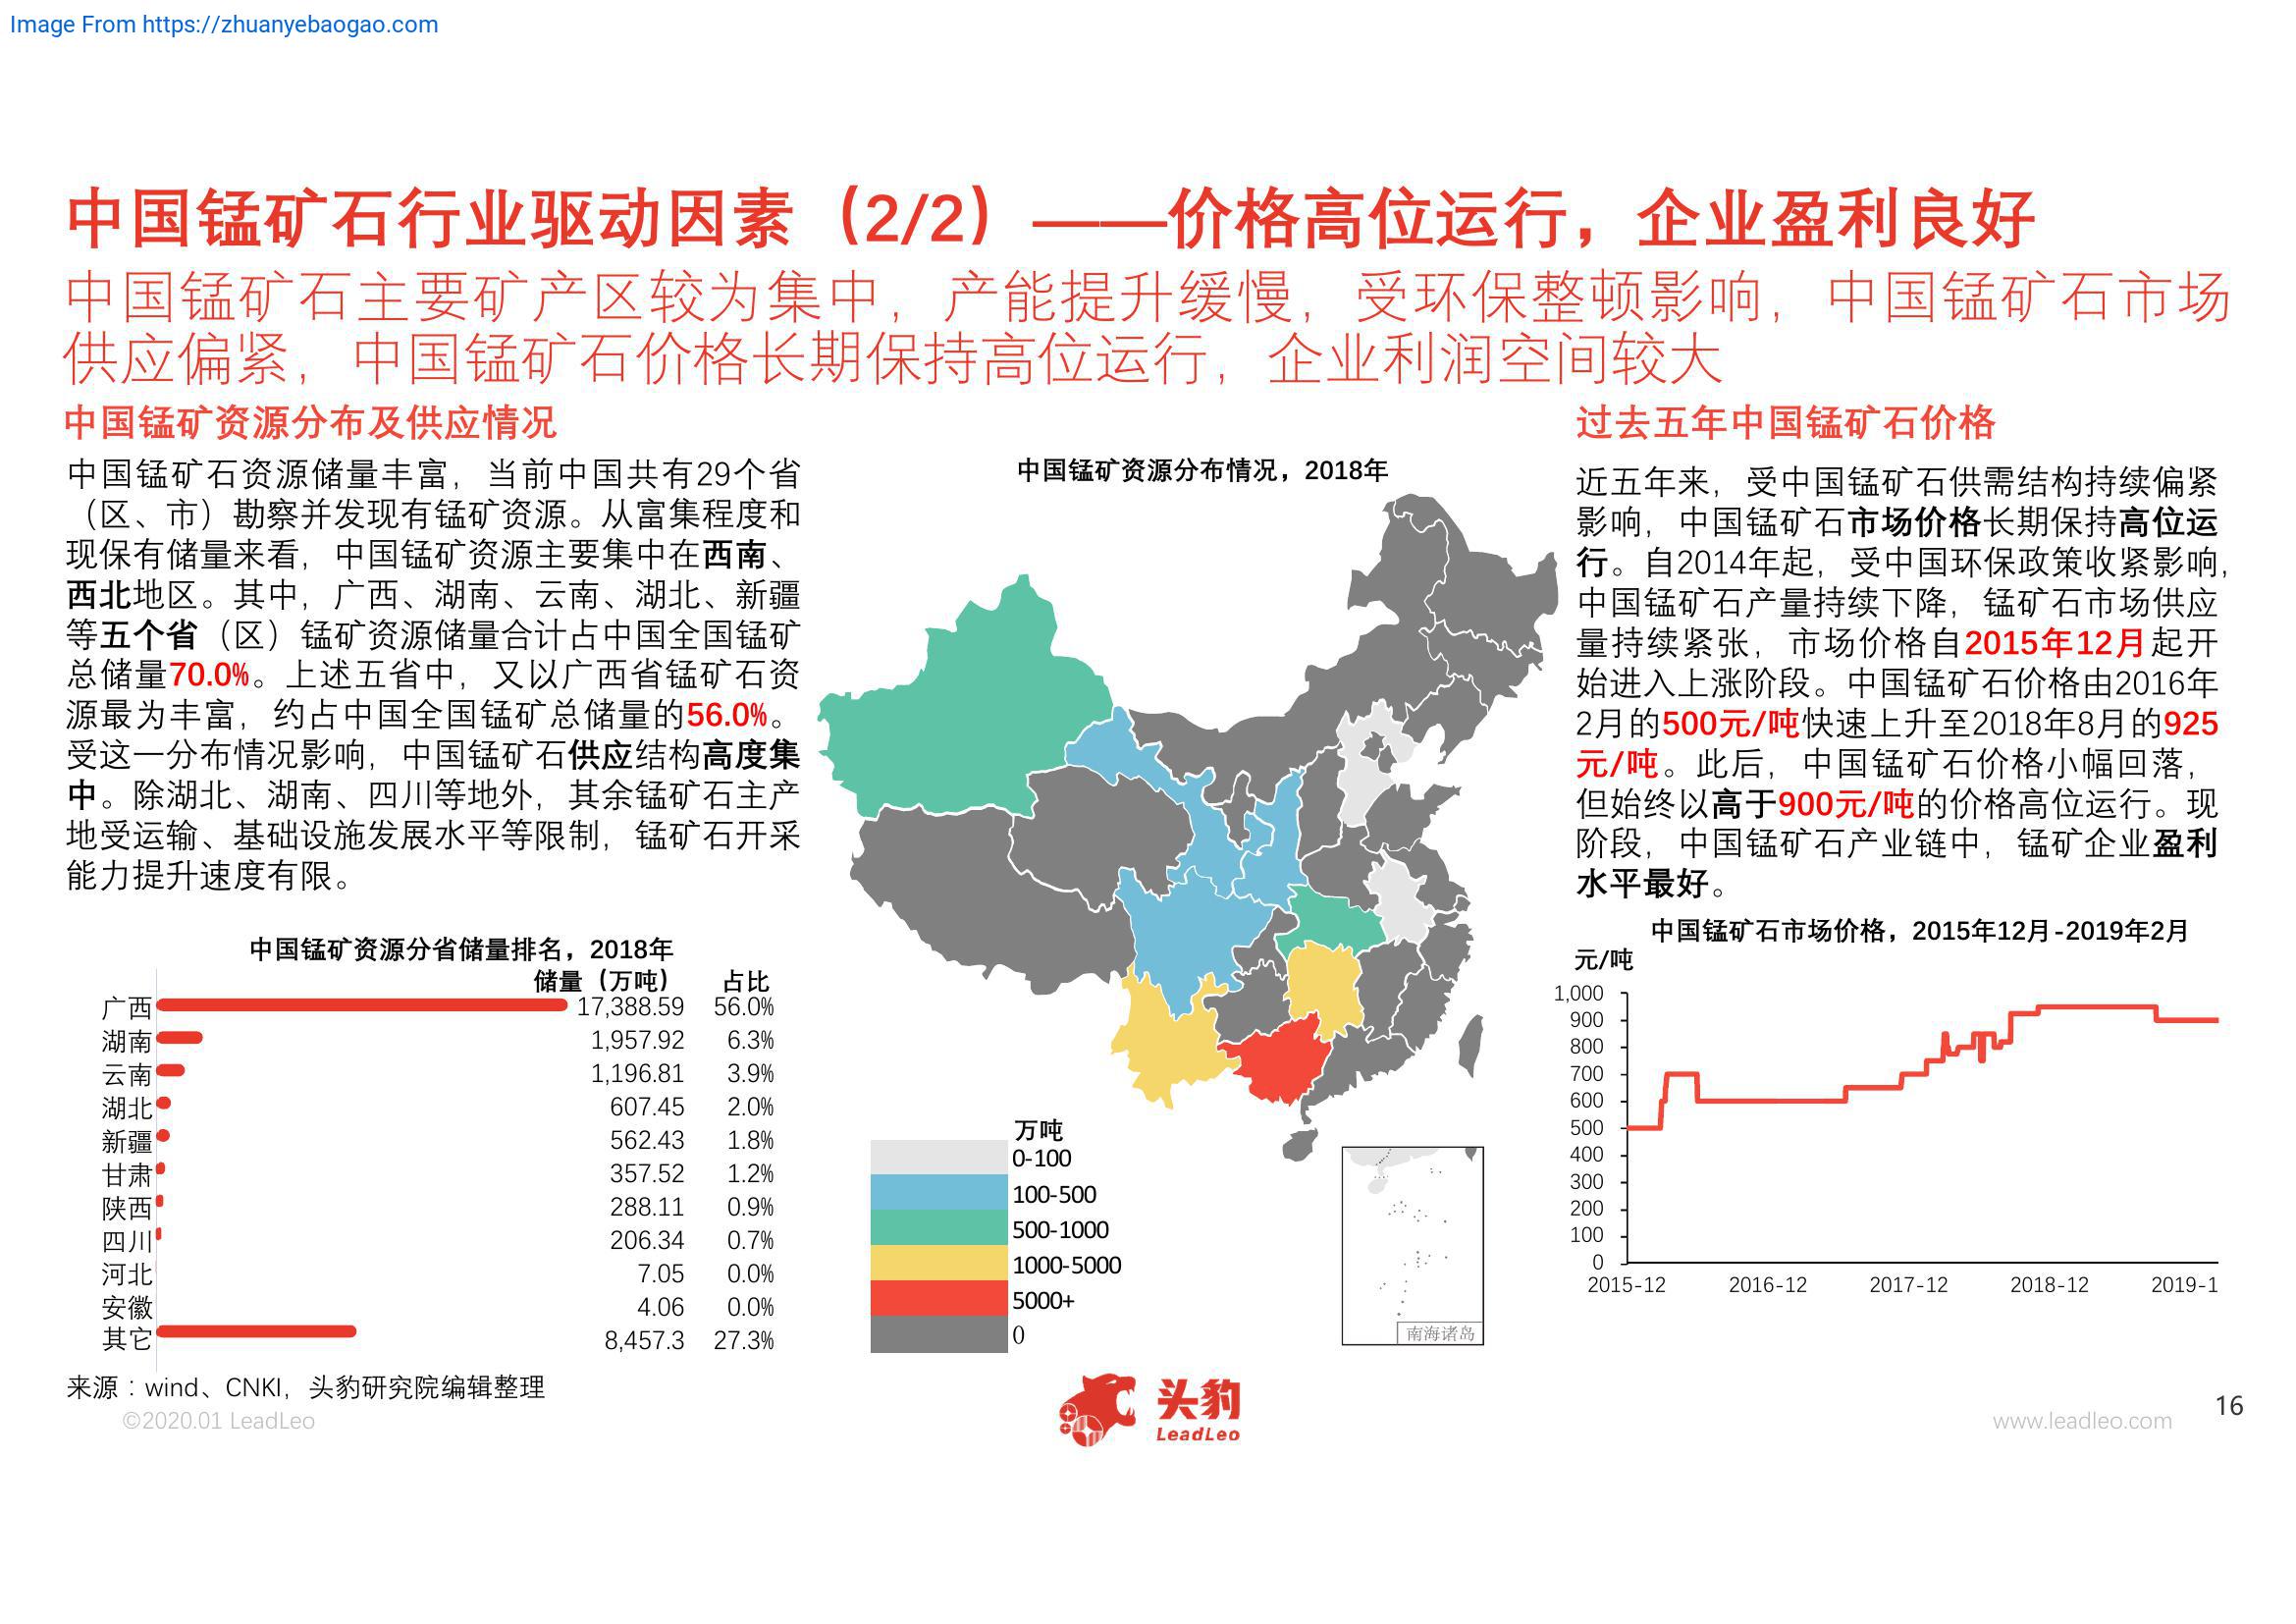 Image From https://zhuanyebaogao.com
中国锰矿石行业驱动因素（2/2）——价格高位运行，企业盈利良好
中国锰矿石主要矿产区较为集中，产能提升缓慢，受环保整顿影响，中国锰矿石市场
供应偏紧，中国锰矿石价格长期保持高位运行，企业利润空间较大
中国锰矿资源分布及供应情况
中国锰矿石资源储量丰富，当前中国共有29个省
（区、市）勘察并发现有锰矿资源。从富集程度和
现保有储量来看，中国锰矿资源主要集中在西南、
西北地区。其中，广西、湖南、云南、湖北、新疆
等五个省（区）锰矿资源储量合计占中国全国锰矿
总储量70.0%。上述五省中，又以广西省锰矿石资
源最为丰富，约占中国全国锰矿总储量的56.0%。
受这一分布情况影响，中国锰矿石供应结构高度集
中。除湖北、湖南、四川等地外，其余锰矿石主产
地受运输、基础设施发展水平等限制，锰矿石开采
能力提升速度有限。
中国锰矿资源分省储量排名，2018年
储量（万吨） 占比
广西 17,388.59 56.0%
湖南 1,957.92 6.3%
云南 1,196.81 3.9%
湖北 607.45 2.0%
新疆 562.43 1.8%
甘肃 357.52 1.2%
陕西 288.11 0.9%
四川 206.34 0.7%
河北 7.05 0.0%
安徽 4.06 0.0%
其它 8,457.3 27.3%
中国锰矿资源分布情况，2018年
万吨
0-100
100-500
500-1000
1000-5000
5000+
0
南海诸岛
过去五年中国锰矿石价格
近五年来，受中国锰矿石供需结构持续偏紧
影响，中国锰矿石市场价格长期保持高位运
行。自2014年起，受中国环保政策收紧影响，
中国锰矿石产量持续下降，锰矿石市场供应
量持续紧张，市场价格自2015年12月起开
始进入上涨阶段。中国锰矿石价格由2016年
2月的500元/吨快速上升至2018年8月的925
元/吨。此后，中国锰矿石价格小幅回落，
但始终以高于900元/吨的价格高位运行。现
阶段，中国锰矿石产业链中，锰矿企业盈利
水平最好。
中国锰矿石市场价格，2015年12月-2019年2月
元/吨
1,000
900
800
700
600
500
400
300
200
100
0
2015-12 2016-12 2017-12 2018-12 2019-1
来源：wind、CNKI，头豹研究院编辑整理
©2020.01 LeadLeo
头豹
LeadLeo
www.leadleo.com
16